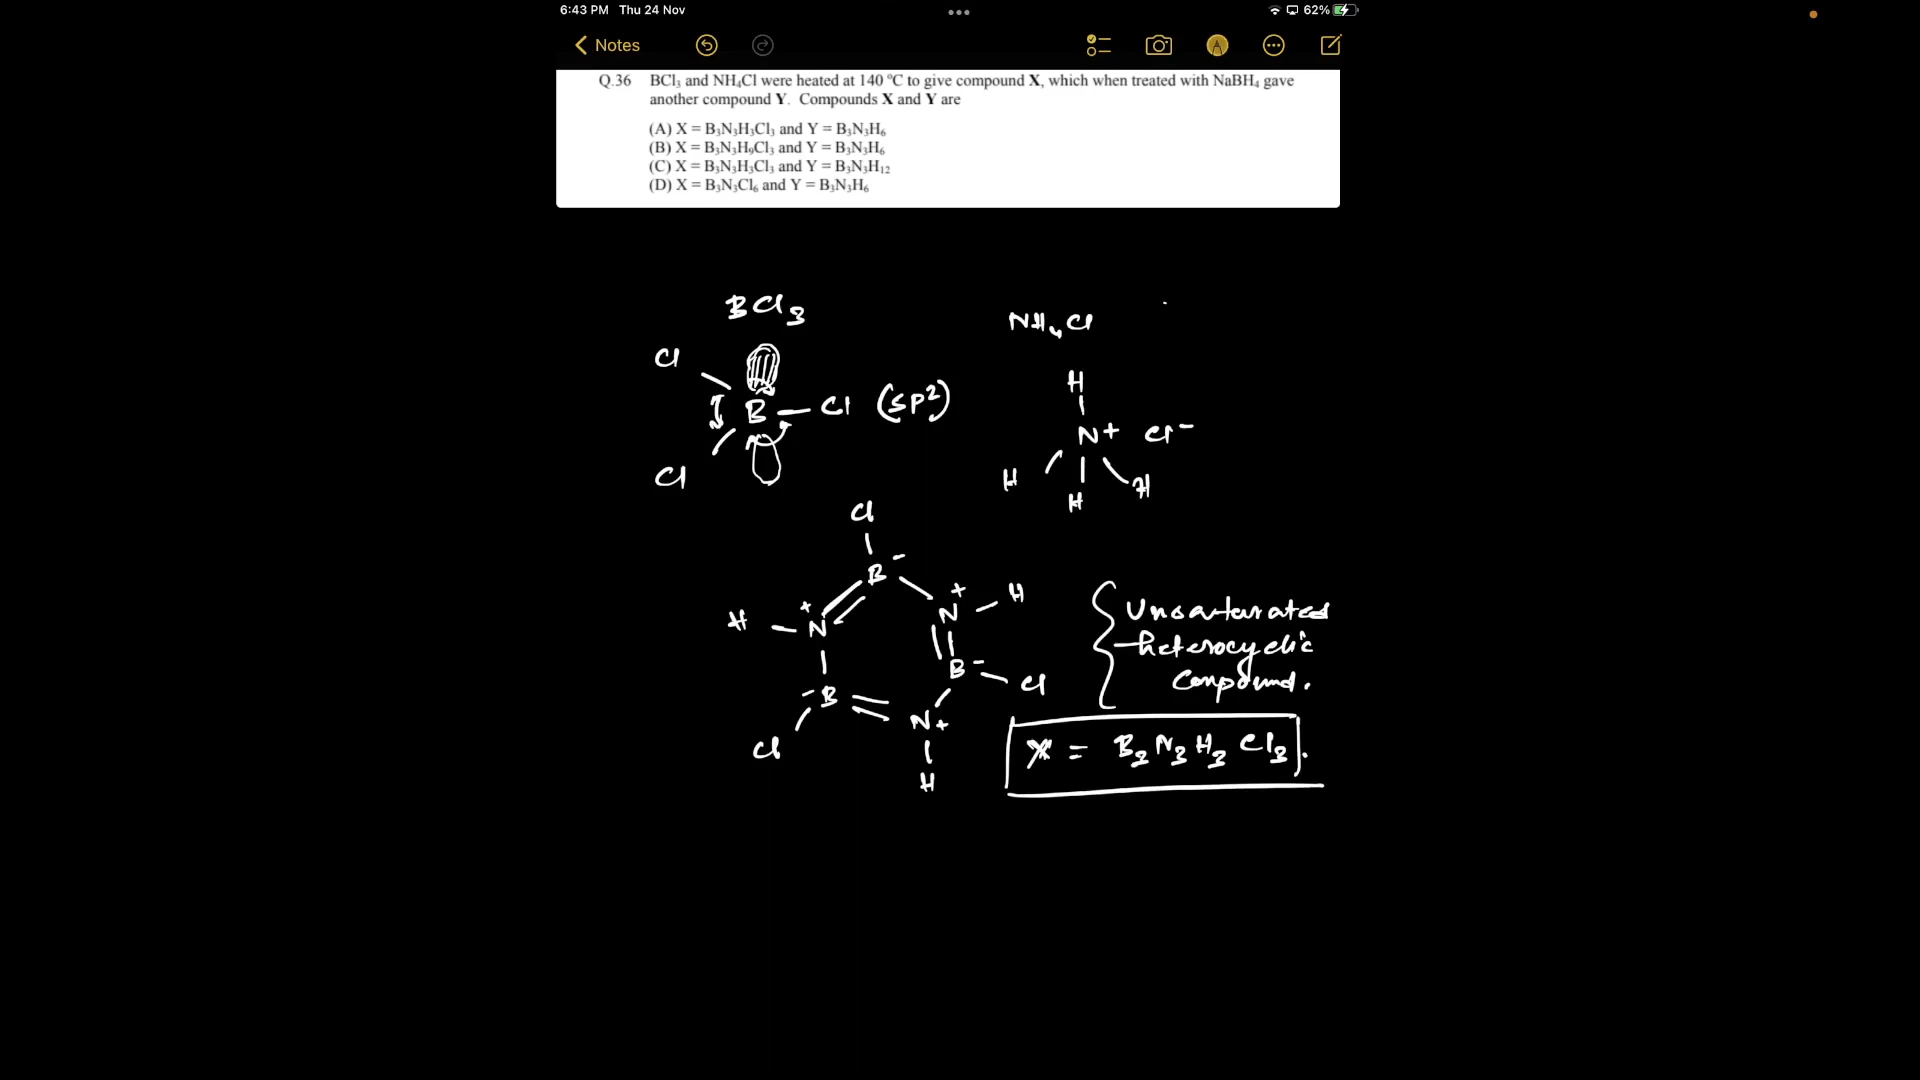 6:43 PM Thu 24 Nov
62%
Notes
Q.36 BCl₃ and NH₄Cl were heated at 140 °C to give compound X, which when treated with NaBH₄ gave
another compound Y. Compounds X and Y are
(A) X = B₃N₃H₃Cl₃ and Y = B₃N₃H₆
(B) X = B₃N₃H₉Cl₃ and Y = B₃N₃H₆
(C) X = B₃N₃H₃Cl₃ and Y = B₃N₃H₁₂
(D) X = B₃N₃Cl₆ and Y = B₃N₃H₆
BCl₃
NH₄Cl
Cl
H
B Cl (sp²)
N+ Cl⁻
Cl
H H
H
Cl
B⁻
H N+
N+ H
B⁻ Cl
⁻B
N+
Cl
H
Unsaturated
heterocyclic
compound.
X = B₃N₃H₃Cl₃.